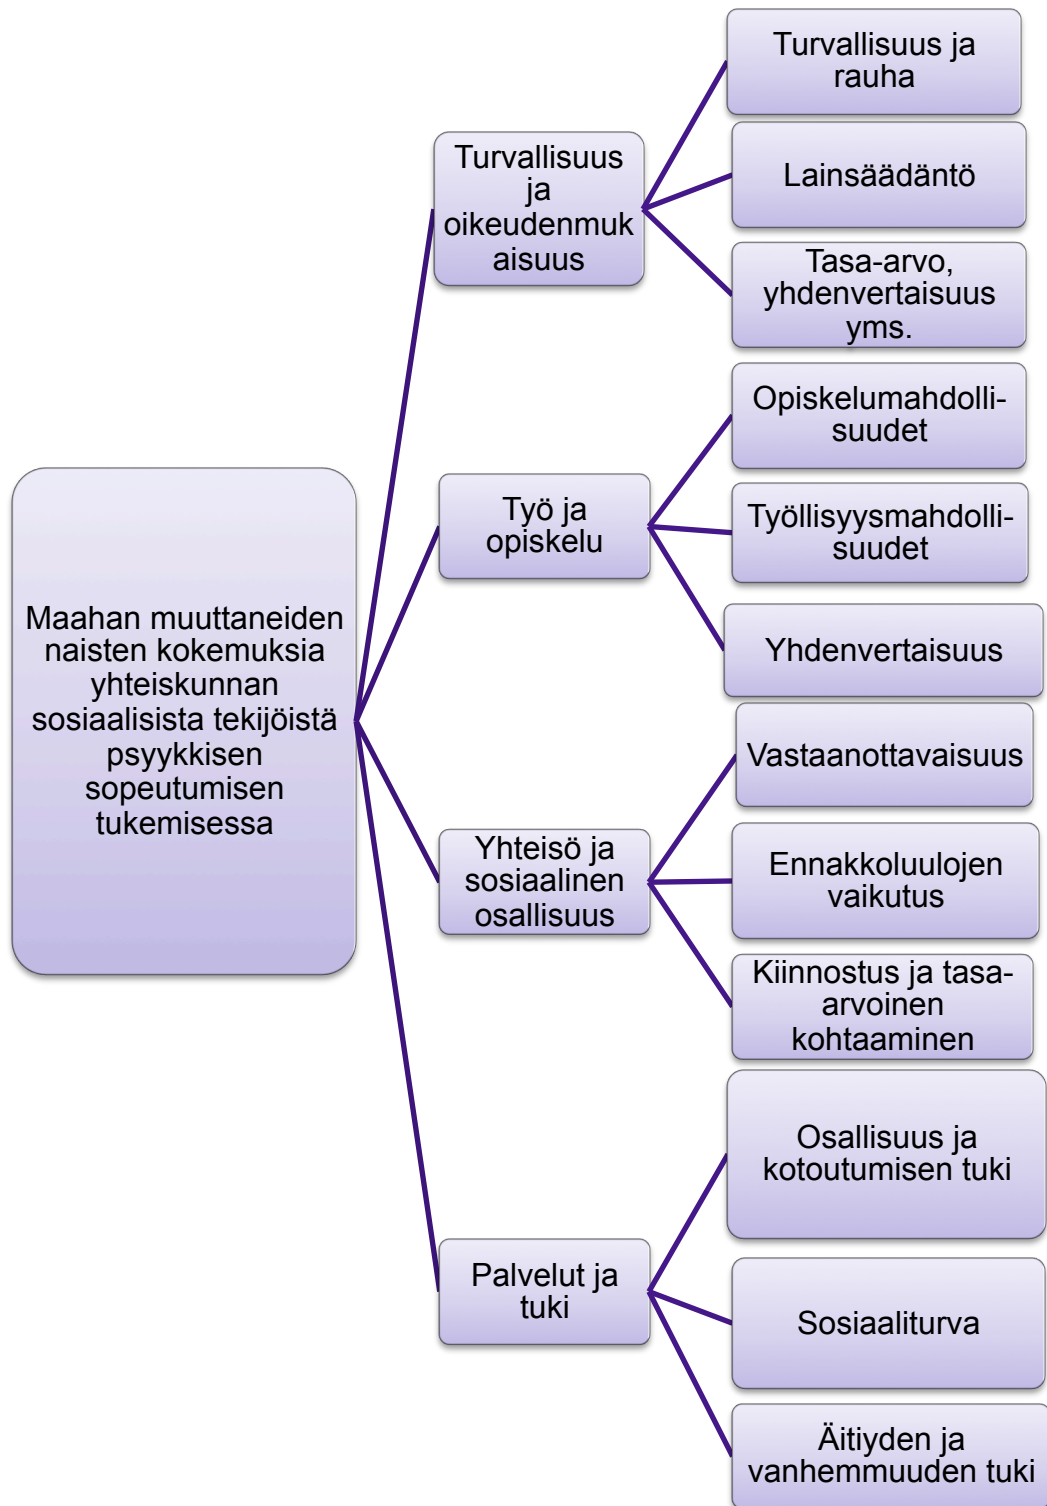 Maahan muuttaneiden
naisten kokemuksia
yhteiskunnan
sosiaalisista tekijöistä
psyykkisen
sopeutumisen
tukemisessa
Turvallisuus
ja
oikeudenmuk
aisuus
Turvallisuus ja
rauha
Lainsäädäntö
Tasa-arvo,
yhdenvertaisuus
yms.
Työ ja
opiskelu
Opiskelumahdolli-
suudet
Työllisyysmahdolli-
suudet
Yhdenvertaisuus
Yhteisö ja
sosiaalinen
osallisuus
Vastaanottavaisuus
Ennakkoluulojen
vaikutus
Kiinnostus ja tasa-
arvoinen
kohtaaminen
Palvelut ja
tuki
Osallisuus ja
kotoutumisen tuki
Sosiaaliturva
Äitiyden ja
vanhemmuuden tuki